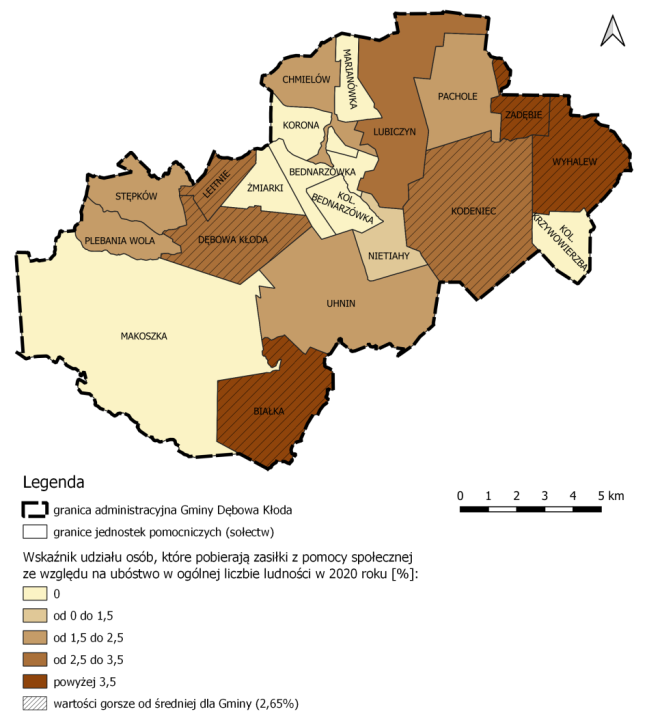 MARIANÓWKA
CHMIELÓW
PACHOLE
ZADĘBIE
KORONA
LUBICZYN
WYHALEW
BEDNARZÓWKA
LEITNIE
ŻMIARKI
STĘPKÓW
KOL.
BEDNARZÓWKA
KODENIEC
KOL.
KRZYWOWIERZBA
PLEBANIA WOLA
DĘBOWA KŁODA
NIETIAHY
UHNIN
MAKOSZKA
BIAŁKA
Legenda
granica administracyjna Gminy Dębowa Kłoda
granice jednostek pomocniczych (sołectw)
0 1 2 3 4 5 km
Wskaźnik udziału osób, które pobierają zasiłki z pomocy społecznej
ze względu na ubóstwo w ogólnej liczbie ludności w 2020 roku [%]:
0
od 0 do 1,5
od 1,5 do 2,5
od 2,5 do 3,5
powyżej 3,5
wartości gorsze od średniej dla Gminy (2,65%)